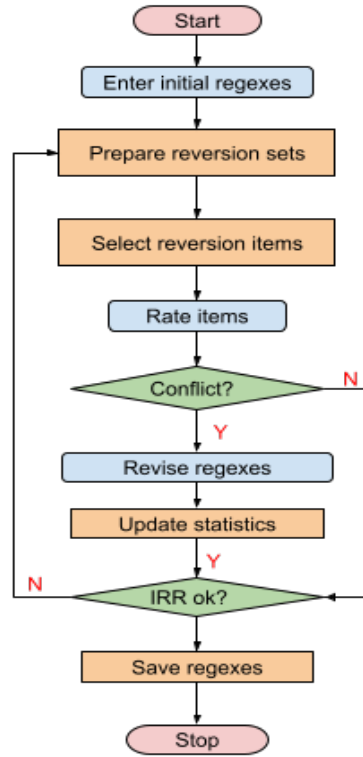 Start
Enter initial regexes
Prepare reversion sets
Select reversion items
Rate items
Conflict?
N
Y
Revise regexes
Update statistics
Y
N
IRR ok?
Save regexes
Stop